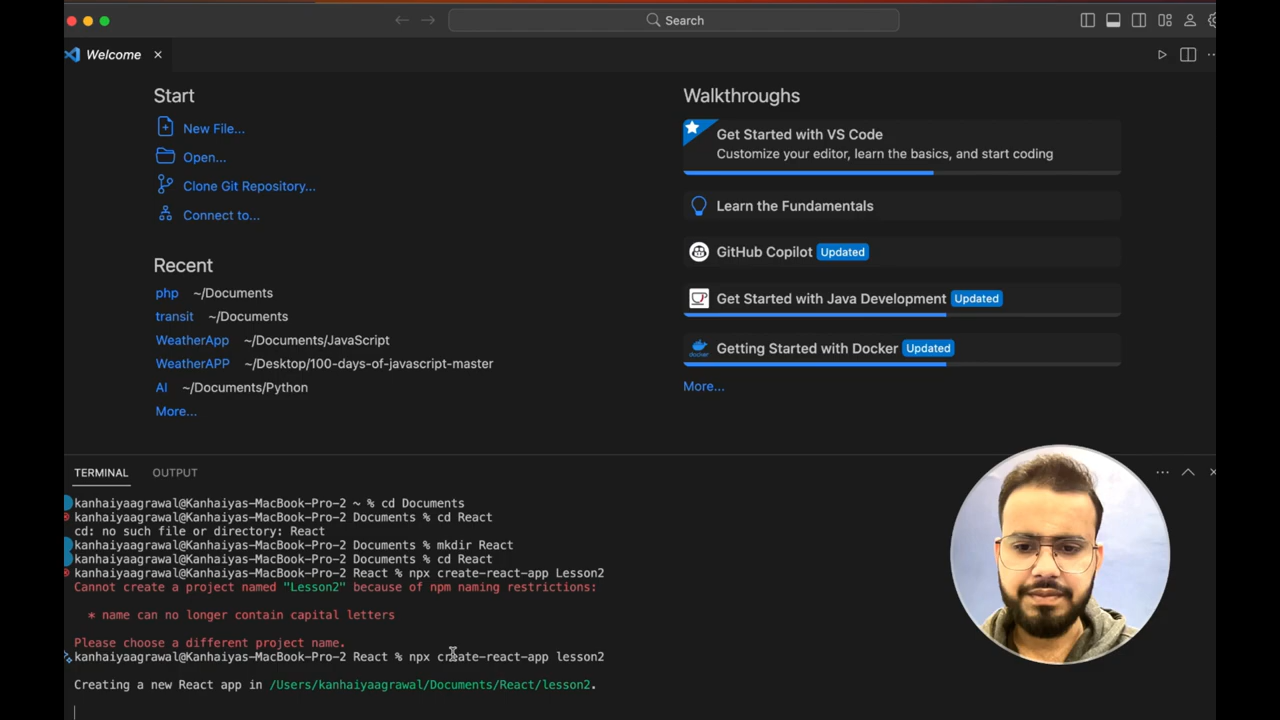 Search
Welcome
Start
New File...
Open...
Clone Git Repository...
Connect to...
Recent
php ~/Documents
transit ~/Documents
WeatherApp ~/Documents/JavaScript
WeatherAPP ~/Desktop/100-days-of-javascript-master
AI ~/Documents/Python
More...
Walkthroughs
Get Started with VS Code
Customize your editor, learn the basics, and start coding
Learn the Fundamentals
GitHub Copilot Updated
Get Started with Java Development Updated
Getting Started with Docker Updated
More...
TERMINAL OUTPUT
kanhaiyaagrawal@Kanhaiyas-MacBook-Pro-2 ~ % cd Documents
kanhaiyaagrawal@Kanhaiyas-MacBook-Pro-2 Documents % cd React
cd: no such file or directory: React
kanhaiyaagrawal@Kanhaiyas-MacBook-Pro-2 Documents % mkdir React
kanhaiyaagrawal@Kanhaiyas-MacBook-Pro-2 Documents % cd React
kanhaiyaagrawal@Kanhaiyas-MacBook-Pro-2 React % npx create-react-app Lesson2
Cannot create a project named "Lesson2" because of npm naming restrictions:
* name can no longer contain capital letters
Please choose a different project name.
kanhaiyaagrawal@Kanhaiyas-MacBook-Pro-2 React % npx create-react-app lesson2
Creating a new React app in /Users/kanhaiyaagrawal/Documents/React/lesson2.